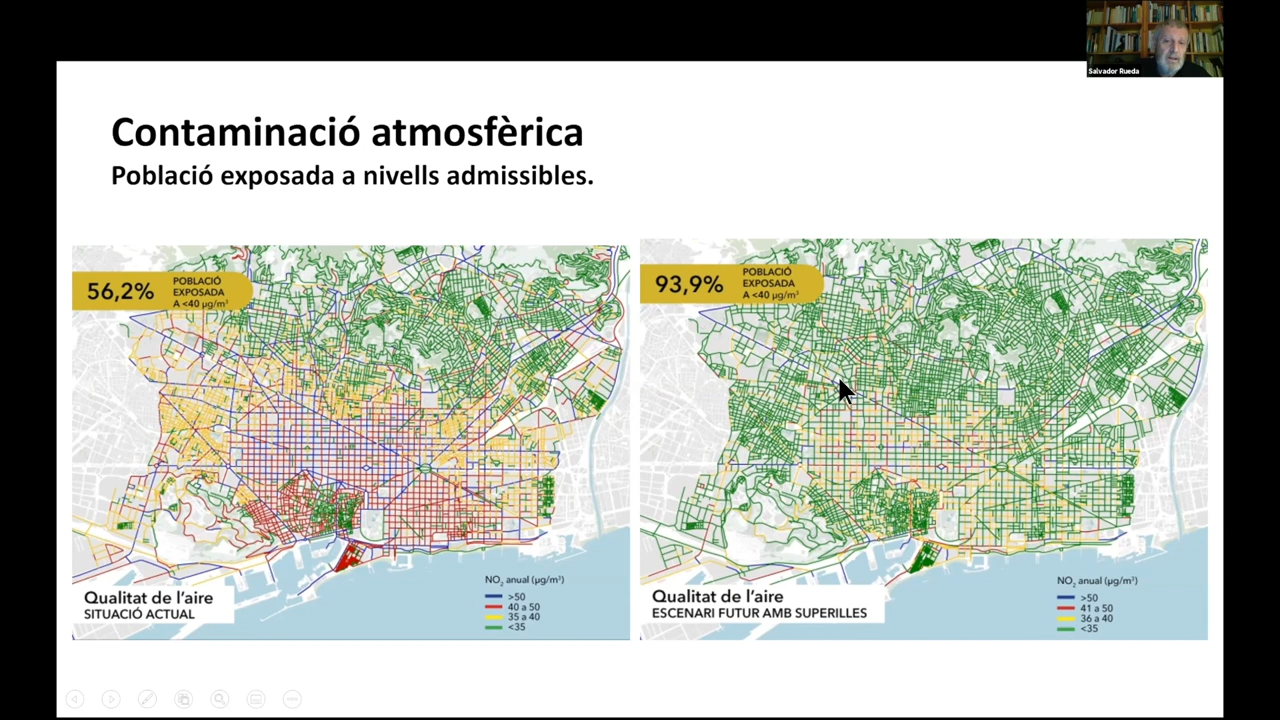 Salvador Rueda
Contaminació atmosfèrica
Població exposada a nivells admissibles.
56,2%
POBLACIÓ
EXPOSADA
A <40 µg/m³
Qualitat de l'aire
SITUACIÓ ACTUAL
NO₂ anual (µg/m³)
>50
40 a 50
35 a 40
<35
93,9%
POBLACIÓ
EXPOSADA
A <40 µg/m³
Qualitat de l'aire
ESCENARI FUTUR AMB SUPERILLES
NO₂ anual (µg/m³)
>50
41 a 50
36 a 40
<35